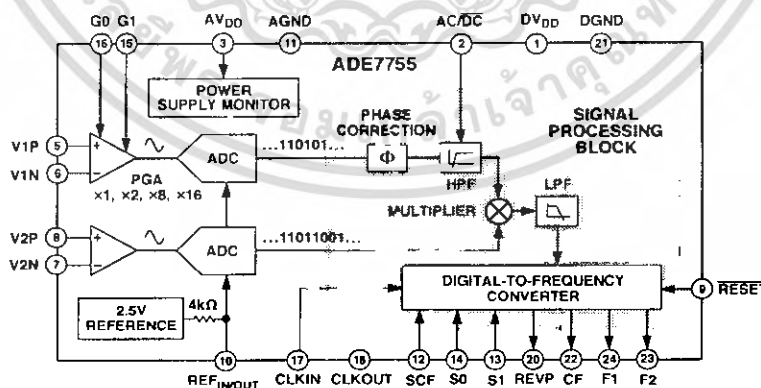 G0 G1 AVDD AGND AC/DC DVDD DGND
16 15 3 11 2 1 21
ADE7755
POWER
SUPPLY MONITOR
PHASE
CORRECTION
SIGNAL
PROCESSING
BLOCK
V1P 5 + ADC ...110101... Φ
V1N 6 −
PGA
×1, ×2, ×8, ×16
HPF
LPF
MULTIPLIER
V2P 8 + ADC ...11011001...
V2N 7 −
DIGITAL-TO-FREQUENCY
CONVERTER
9 RESET
2.5V
REFERENCE
4kΩ
10 17 18 12 14 13 20 22 24 23
REFIN/OUT CLKIN CLKOUT SCF S0 S1 REVP CF F1 F2